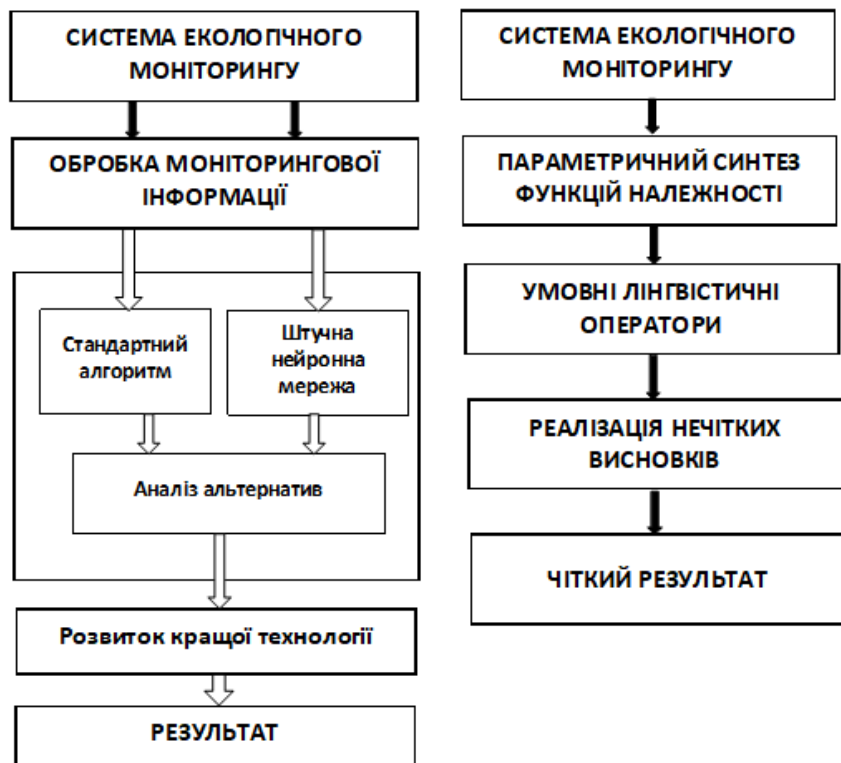 СИСТЕМА ЕКОЛОГІЧНОГО
МОНІТОРИНГУ
ОБРОБКА МОНІТОРИНГОВОЇ
ІНФОРМАЦІЇ
Стандартний
алгоритм
Штучна
нейронна
мережа
Аналіз альтернатив
Розвиток кращої технології
РЕЗУЛЬТАТ
СИСТЕМА ЕКОЛОГІЧНОГО
МОНІТОРИНГУ
ПАРАМЕТРИЧНИЙ СИНТЕЗ
ФУНКЦІЙ НАЛЕЖНОСТІ
УМОВНІ ЛІНГВІСТИЧНІ
ОПЕРАТОРИ
РЕАЛІЗАЦІЯ НЕЧІТКИХ
ВИСНОВКІВ
ЧІТКИЙ РЕЗУЛЬТАТ